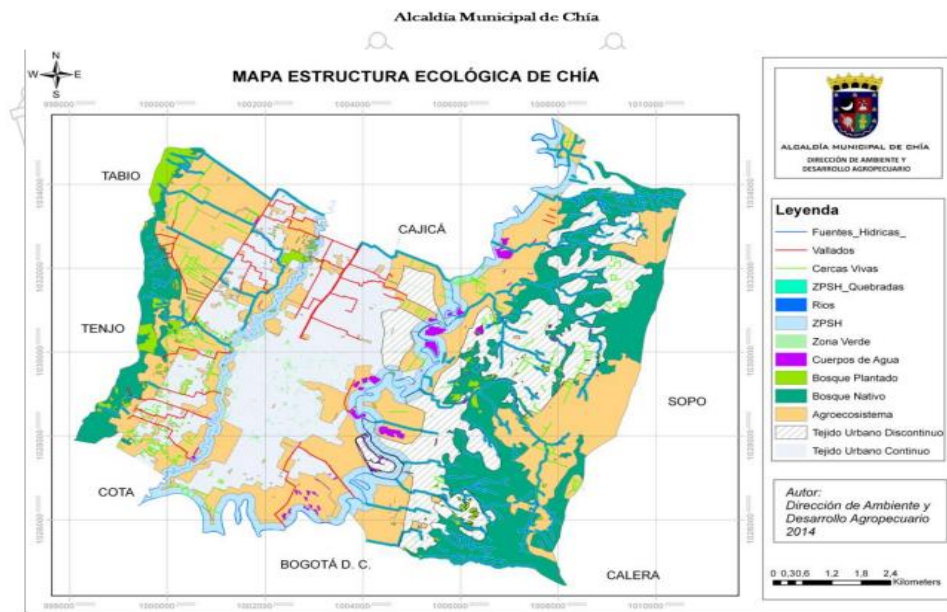 Alcaldía Municipal de Chía
N
W E
S
MAPA ESTRUCTURA ECOLÓGICA DE CHÍA
TABIO
CAJICÁ
TENJO
SOPO
COTA
BOGOTÁ D. C.
CALERA
ALCALDÍA MUNICIPAL DE CHÍA
DIRECCIÓN DE AMBIENTE Y
DESARROLLO AGROPECUARIO
Leyenda
Fuentes_Hidricas_
Vallados
Cercas Vivas
ZPSH_Quebradas
Rios
ZPSH
Zona Verde
Cuerpos de Agua
Bosque Plantado
Bosque Nativo
Agroecosistema
Tejido Urbano Discontinuo
Tejido Urbano Continuo
Autor:
Dirección de Ambiente y
Desarrollo Agropecuario
2014
0 0,30,6 1,2 1,8 2,4
Kilometers